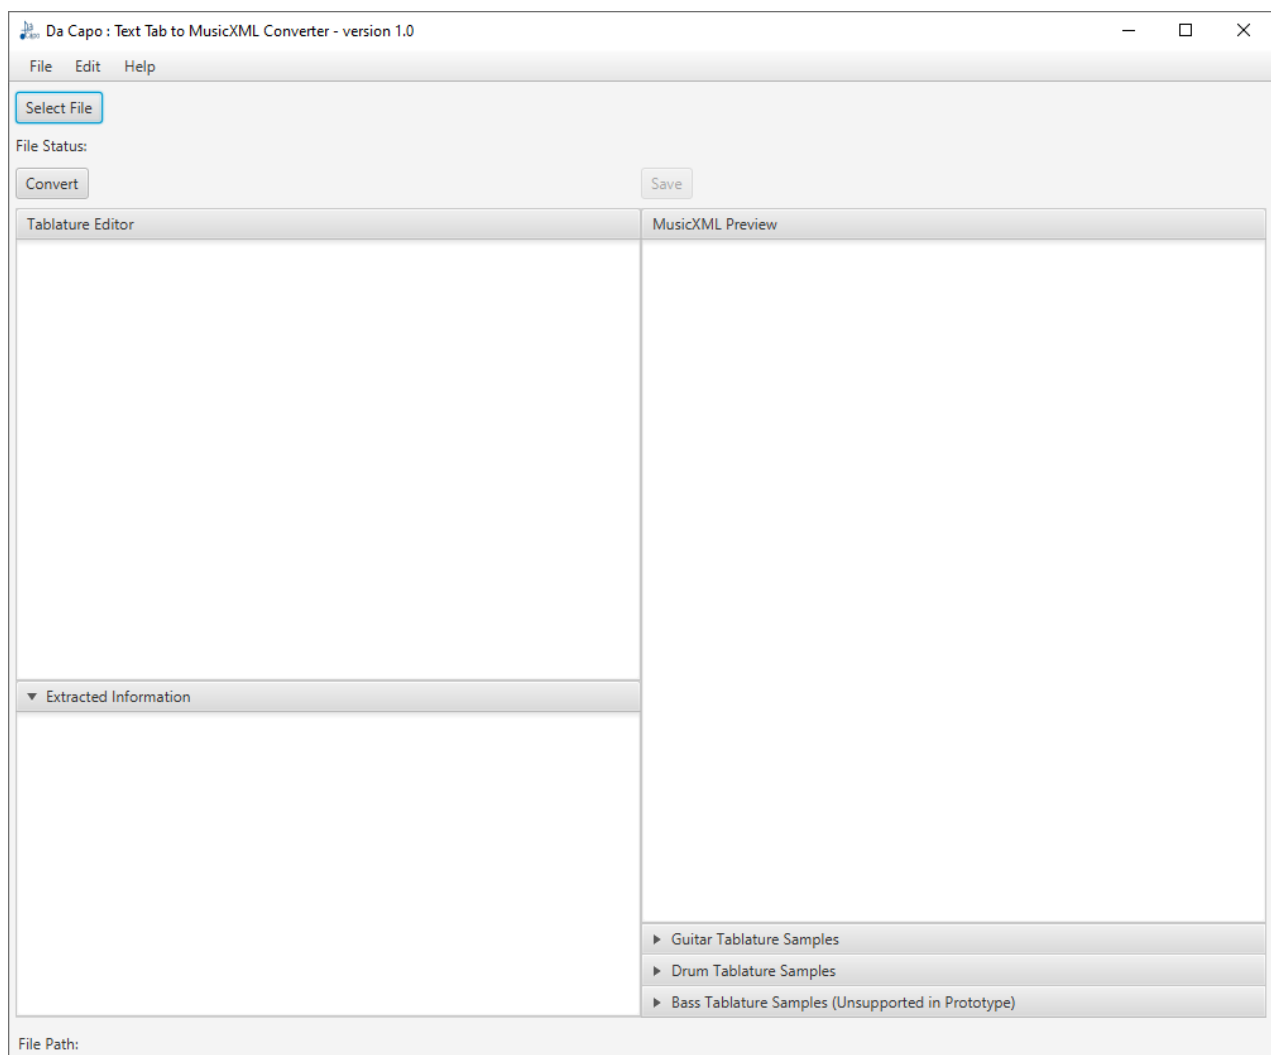 Da Capo : Text Tab to MusicXML Converter - version 1.0
File Edit Help
Select File
File Status:
Convert
Save
Tablature Editor
MusicXML Preview
Extracted Information
Guitar Tablature Samples
Drum Tablature Samples
Bass Tablature Samples (Unsupported in Prototype)
File Path: